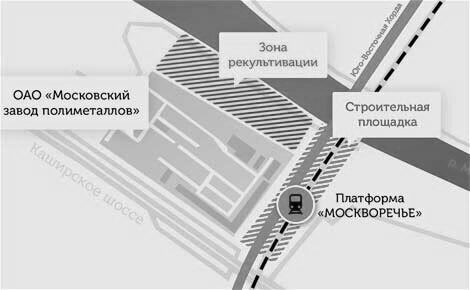 Юго-Восточная Хорда
Зона
рекультивации
ОАО «Московский
завод полиметаллов»
Строительная
площадка
Каширское шоссе
р. М
Платформа
«МОСКВОРЕЧЬЕ»